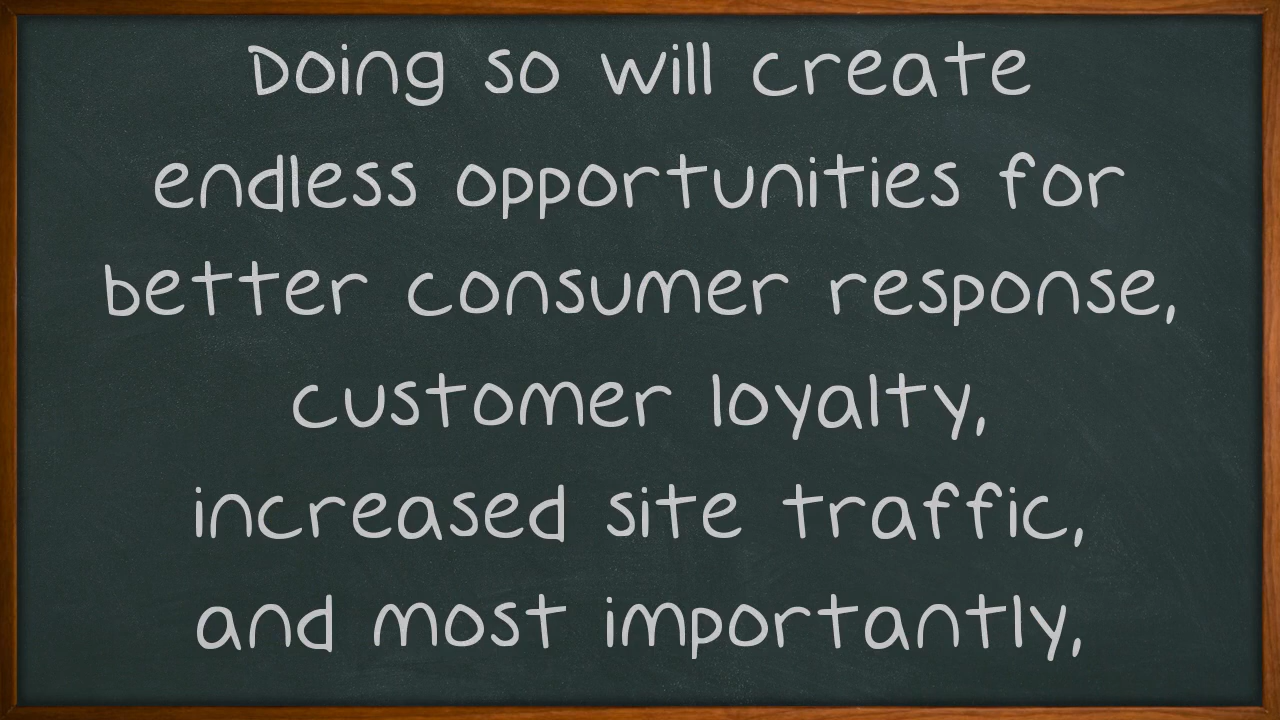 Doing so will create
endless opportunities for
better consumer response,
customer loyalty,
increased site traffic,
and most importantly,